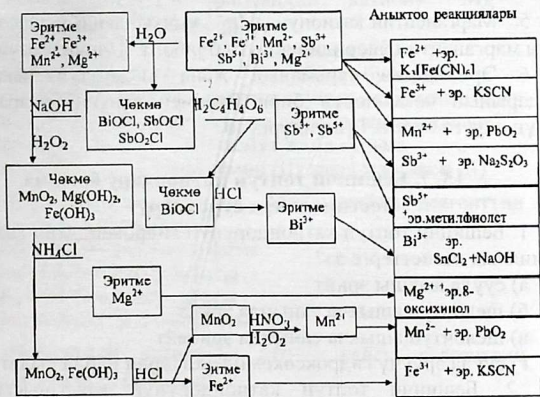 Аныктоо реакциялары
Эритме
Fe²⁺, Fe³⁺,
Mn²⁺, Mg²⁺
H₂O
Эритме
Fe²⁺, Fe³⁺, Mn²⁻, Sb³⁺
Sb⁵⁺, Bi³⁺, Mg²⁺
Fe²⁺ +эр.
K₃[Fe(CN)₆]
Fe³⁺ + эр. KSCN
Mn²⁺ + эр. PbO₂
NaOH
H₂O₂
Чөкмө
BiOCl, SbOCl
SbO₂Cl
H₂C₄H₄O₆
Эритме
Sb³⁺, Sb⁵⁺
Sb³⁺ + эр. Na₂S₂O₃
Чөкмө
MnO₂, Mg(OH)₂,
Fe(OH)₃
Чөкмө
BiOCl
HCl
Эритме
Bi³⁺
Sb⁵⁺
+эр.метилфиолет
Bi³⁺ эр.
SnCl₂ +NaOH
NH₄Cl
Эритме
Mg²⁺
Mg²⁺ +эр.8-
оксихинол
MnO₂
HNO₃
H₂O₂
Mn²⁺
Mn²⁻ + эр. PbO₂
MnO₂, Fe(OH)₃
HCl
Эитме
Fe²⁺
Fe³⁺ + эр. KSCN